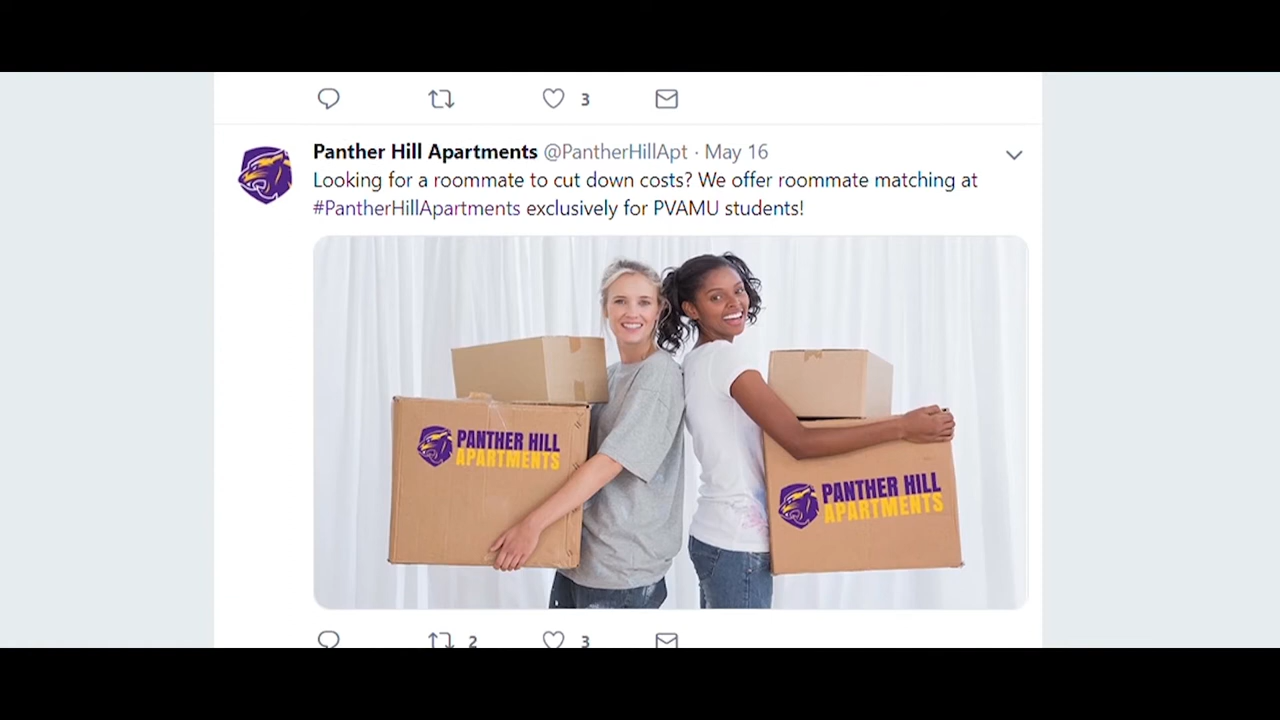 3
Panther Hill Apartments @PantherHillApt · May 16
Looking for a roommate to cut down costs? We offer roommate matching at
#PantherHillApartments exclusively for PVAMU students!
PANTHER HILL
APARTMENTS
PANTHER HILL
APARTMENTS
2 3